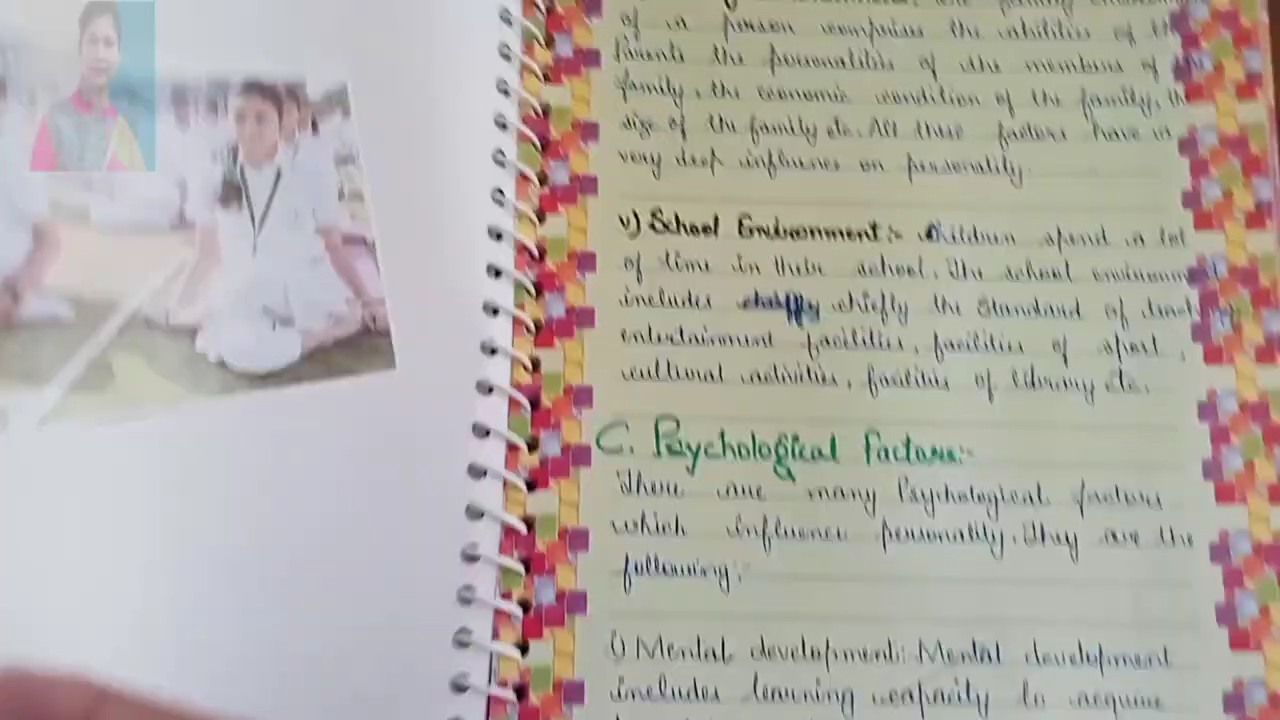 of a person comprises the abilities of the
parents the personalities of the members of the
family, the economic condition of the family, the
size of the family etc. All these factors have a
very deep influence on personality.
v) School Environment:- Children spend a lot
of time in their school. The school environment
includes chiefly the standard of
entertainment facilities, facilities of sport,
cultural activities, facilities of library etc.
C. Psychological Factors:-
There are many Psychological factors
which influence personality. They are the
following:
i) Mental development: Mental development
includes learning capacity to acquire